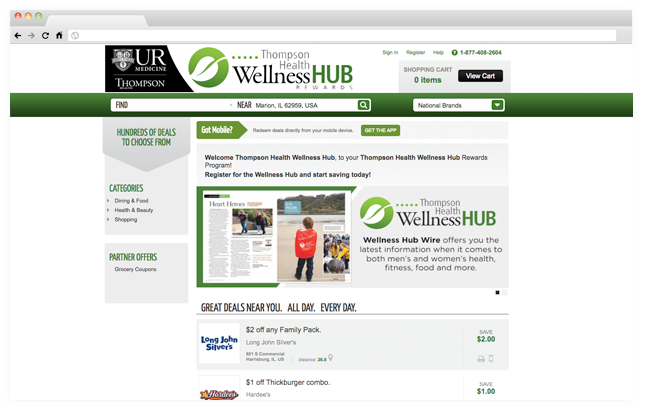 UR
MEDICINE
THOMPSON
Thompson
Health
WellnessHUB
REWARDS
Sign in Register Help 1-877-408-2604
SHOPPING CART
0 items
View Cart
FIND NEAR Marion, IL 62959, USA National Brands
HUNDREDS OF DEALS
TO CHOOSE FROM
CATEGORIES
Dining & Food
Health & Beauty
Shopping
PARTNER OFFERS
Grocery Coupons
Got Mobile? Redeem deals directly from your mobile device. GET THE APP
Welcome Thompson Health Wellness Hub, to your Thompson Health Wellness Hub Rewards
Program!
Register for the Wellness Hub and start saving today!
Heart Heroes
Thompson
Health
WellnessHUB
Wellness Hub Wire offers you the
latest information when it comes to
both men's and women's health,
fitness, food and more.
GREAT DEALS NEAR YOU. ALL DAY. EVERY DAY.
Long John
Silver's
$2 off any Family Pack.
Long John Silver's
801 S Commercial
Harrisburg, IL. US distance: 26.8
SAVE
$2.00
Hardee's
$1 off Thickburger combo.
Hardee's
SAVE
$1.00